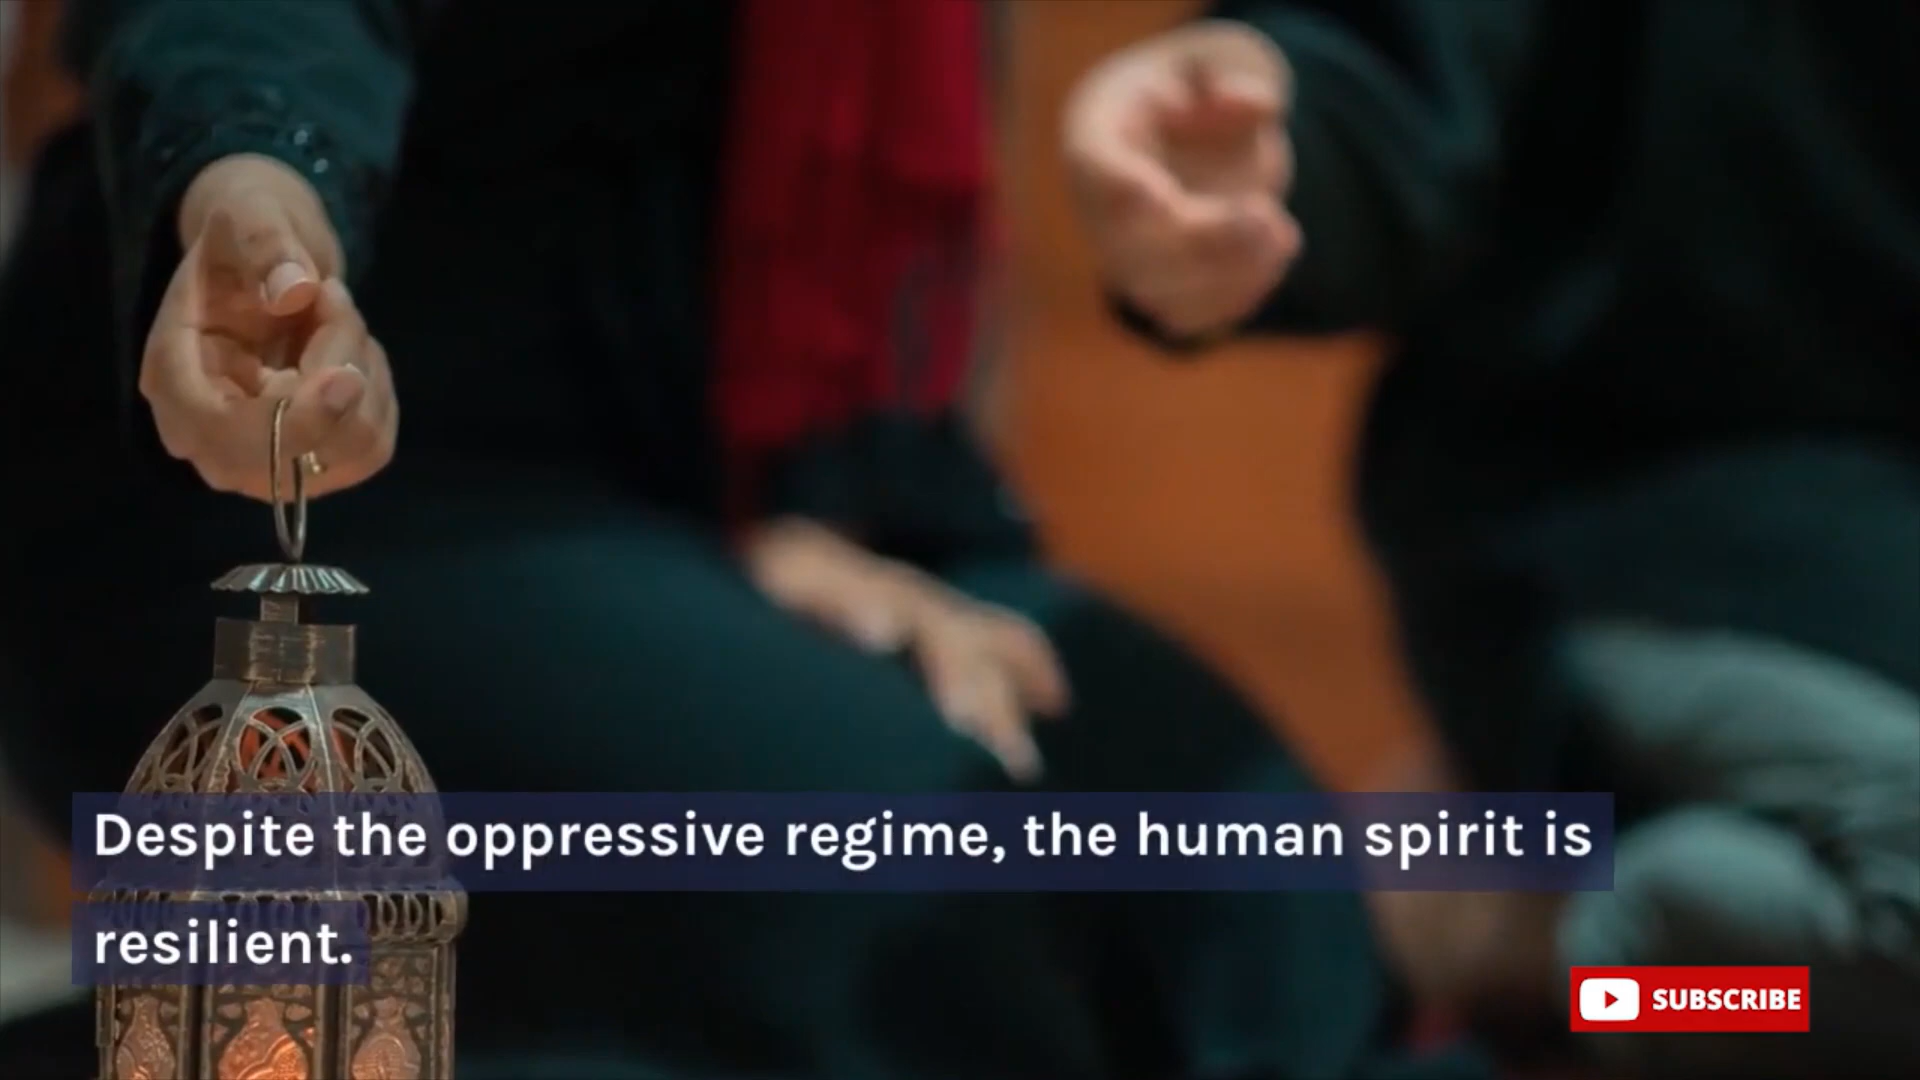 Despite the oppressive regime, the human spirit is
resilient.
SUBSCRIBE